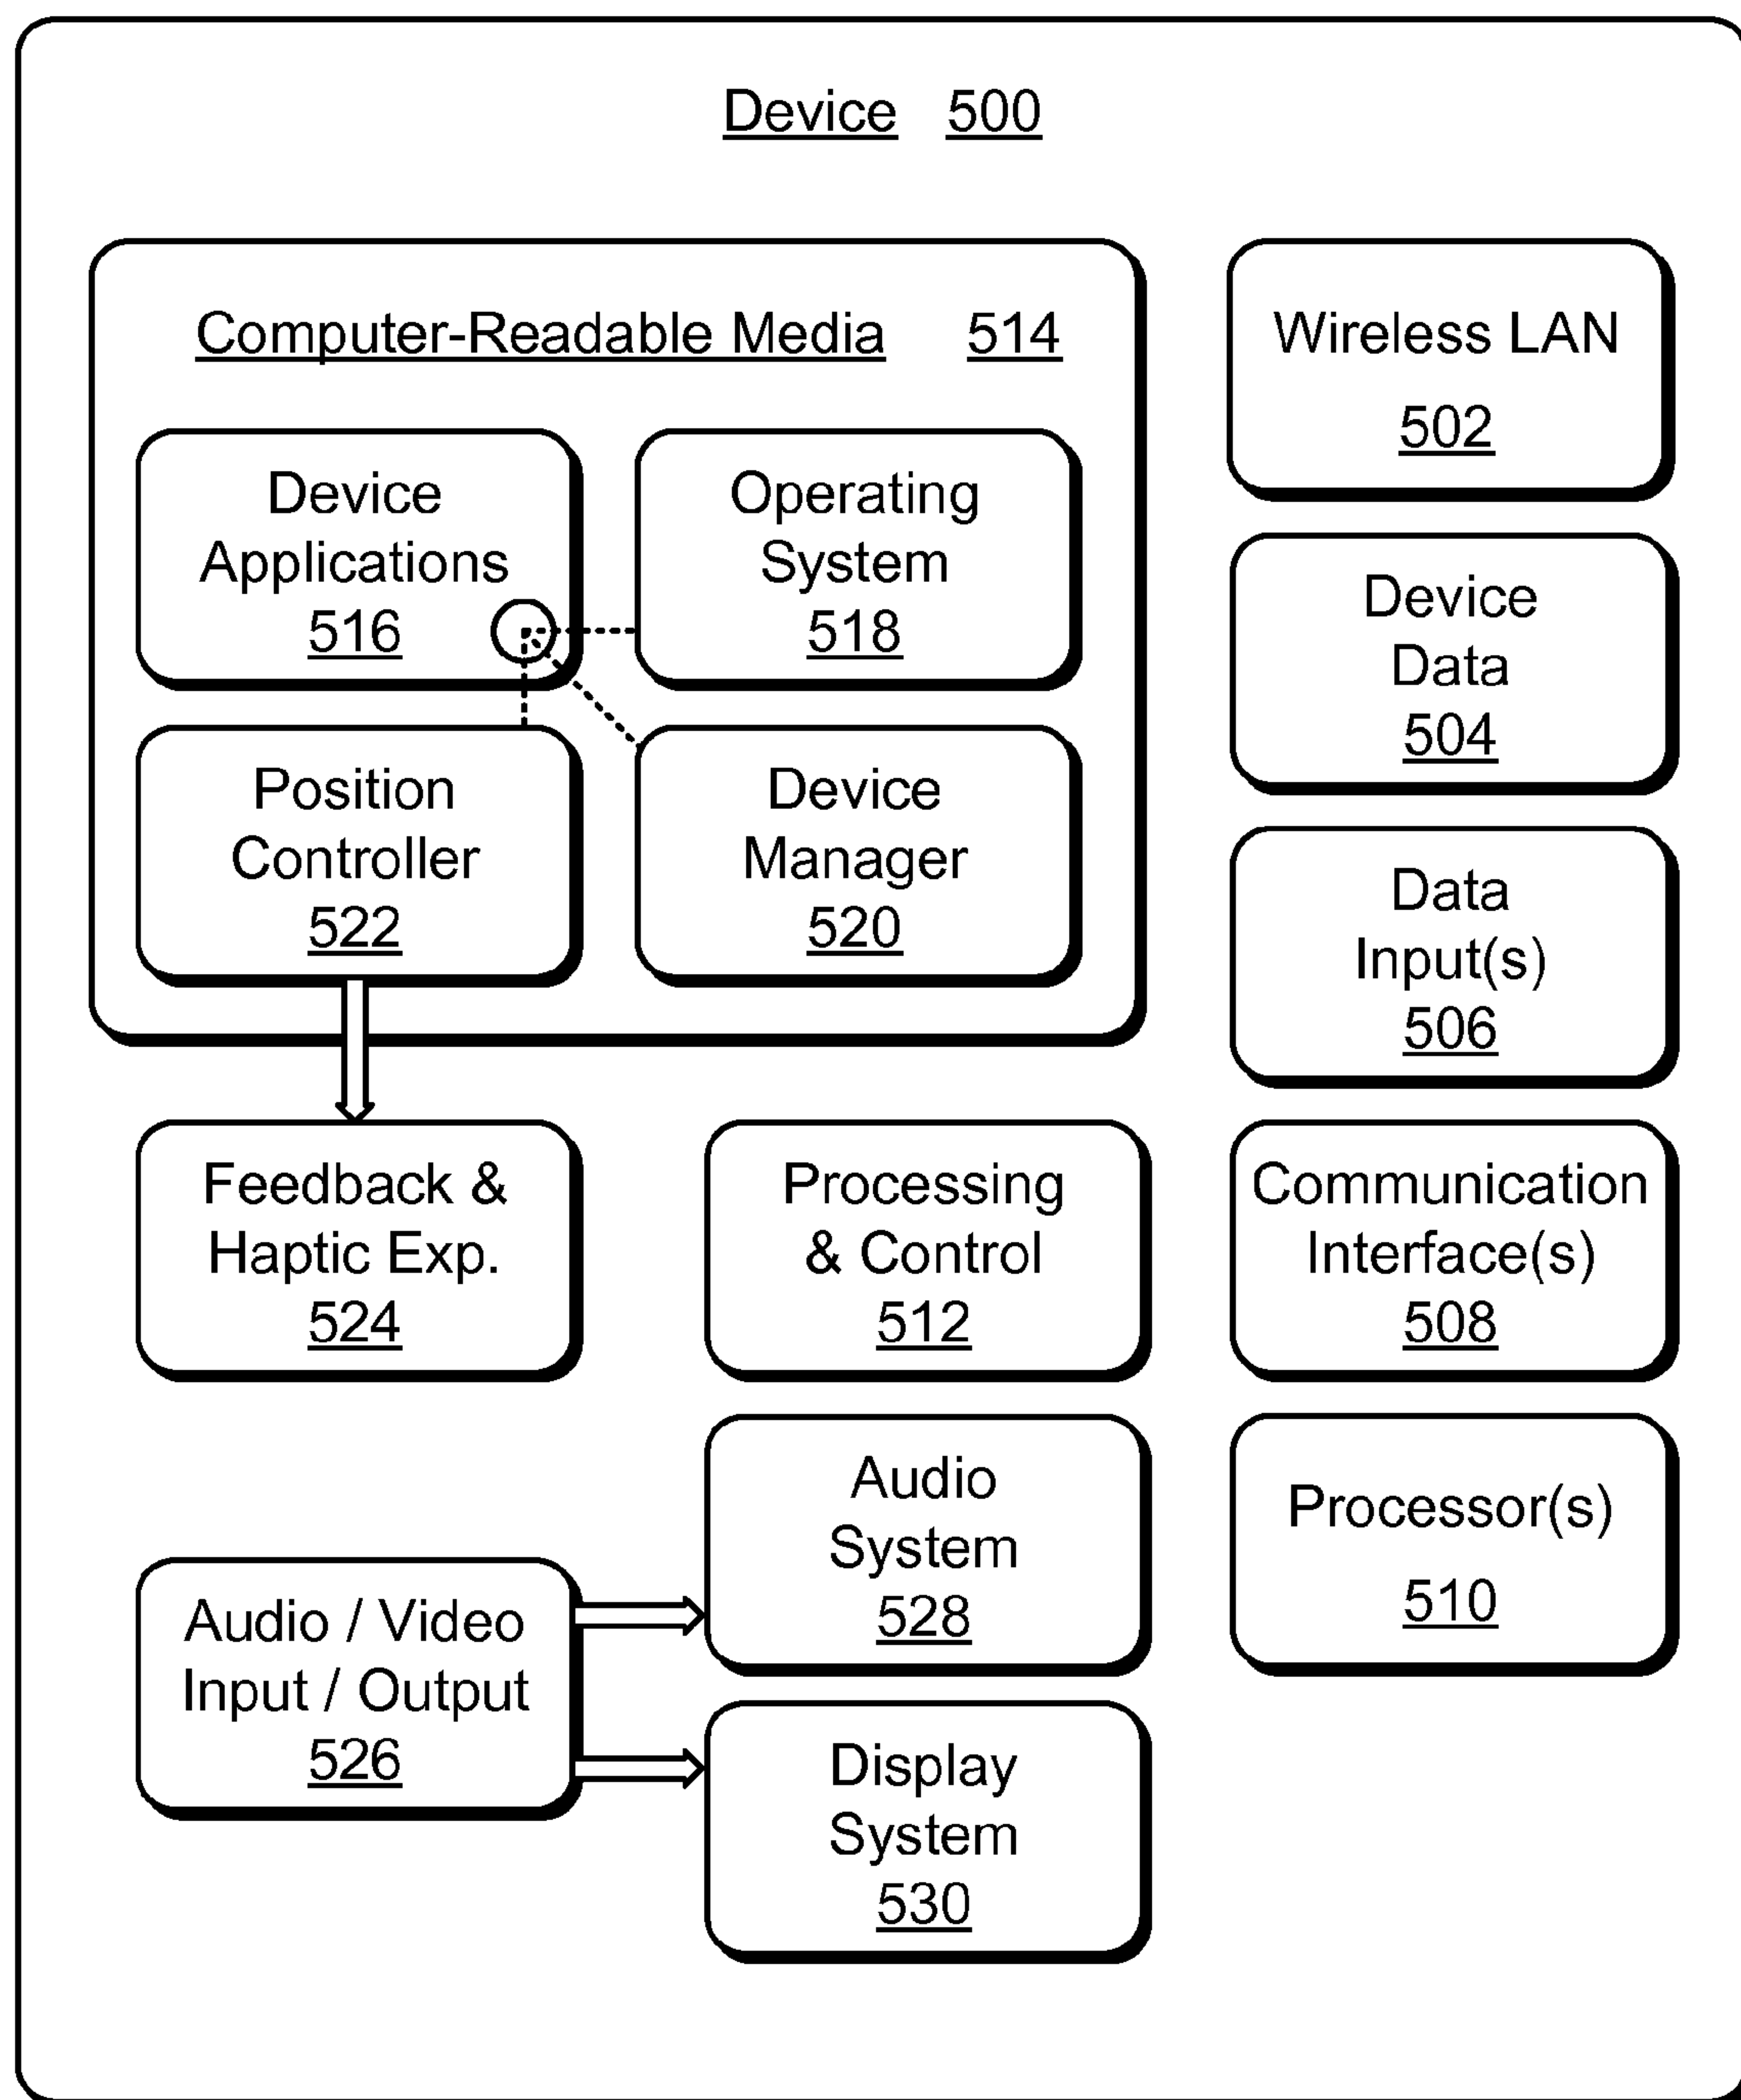 Device 500
Computer-Readable Media 514
Device
Applications
516
Operating
System
518
Position
Controller
522
Device
Manager
520
Wireless LAN
502
Device
Data
504
Data
Input(s)
506
Feedback &
Haptic Exp.
524
Processing
& Control
512
Communication
Interface(s)
508
Audio
System
528
Processor(s)
510
Audio / Video
Input / Output
526
Display
System
530